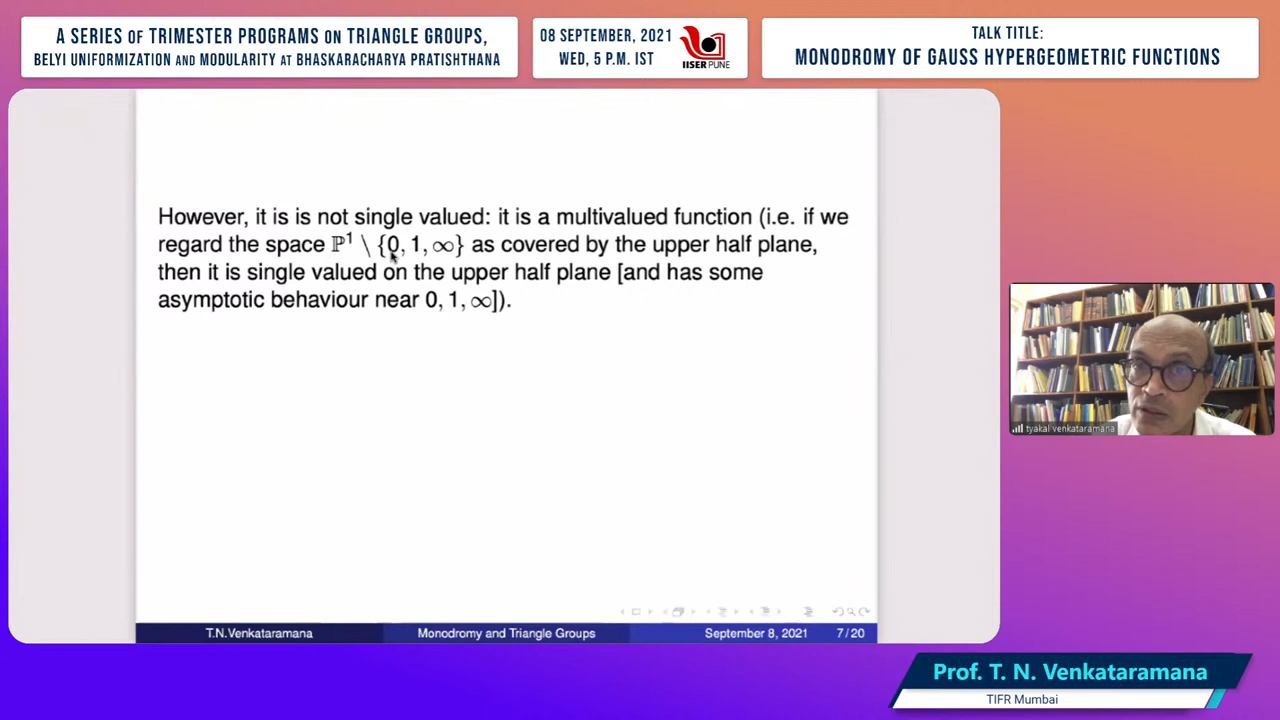 A SERIES OF TRIMESTER PROGRAMS ON TRIANGLE GROUPS,
BELYI UNIFORMIZATION AND MODULARITY AT BHASKARACHARYA PRATISHTHANA
08 SEPTEMBER, 2021
WED, 5 P.M. IST
IISER PUNE
TALK TITLE:
MONODROMY OF GAUSS HYPERGEOMETRIC FUNCTIONS
However, it is is not single valued: it is a multivalued function (i.e. if we
regard the space ℙ¹ \ {0, 1, ∞} as covered by the upper half plane,
then it is single valued on the upper half plane [and has some
asymptotic behaviour near 0, 1, ∞]).
tyakal venkataramana
T.N.Venkataramana
Monodromy and Triangle Groups
September 8, 2021
7/20
Prof. T. N. Venkataramana
TIFR Mumbai